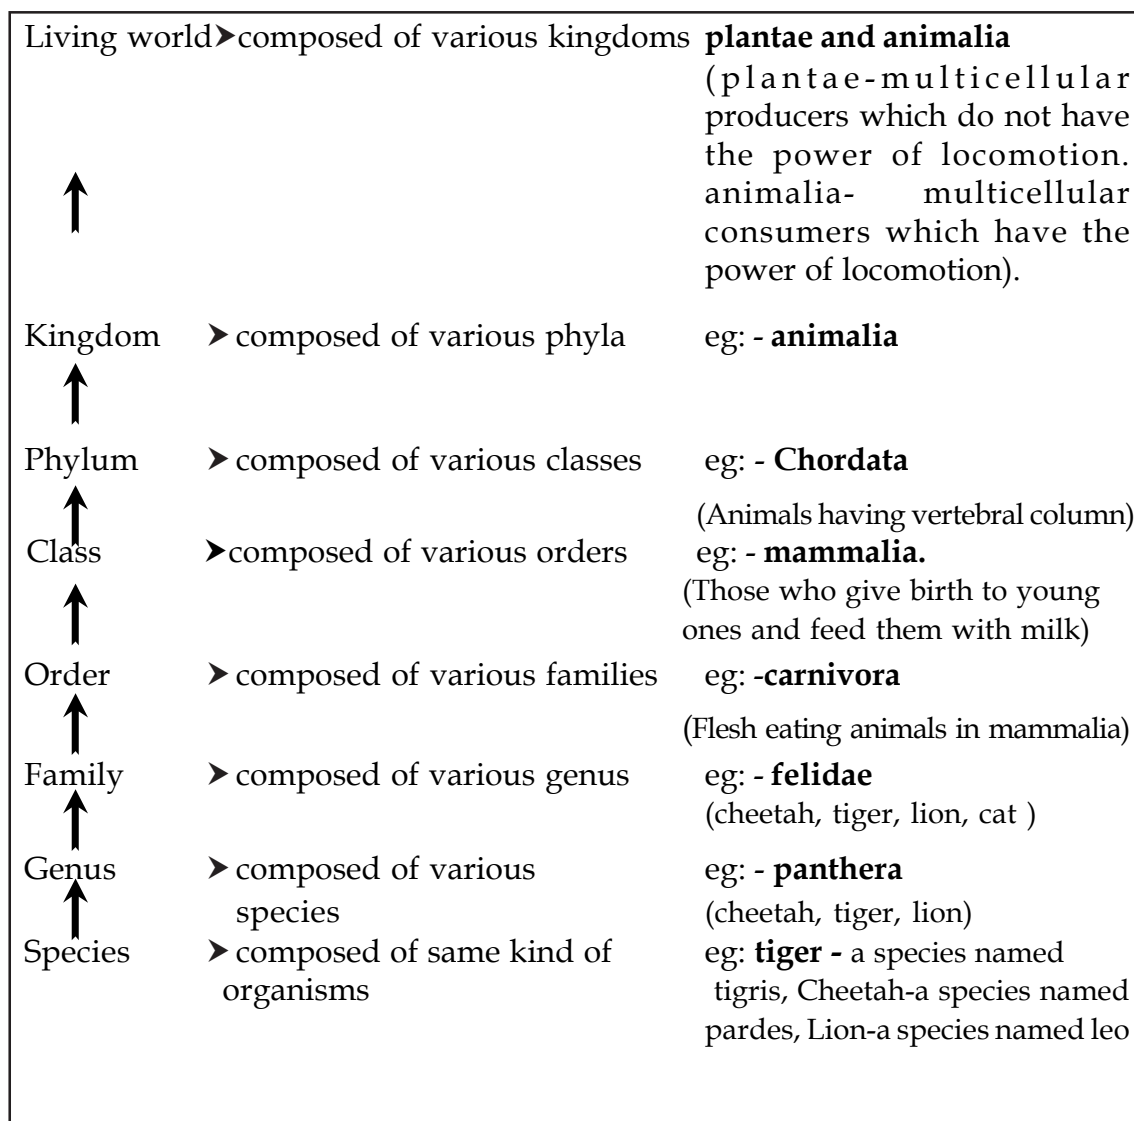 Living world➤composed of various kingdoms plantae and animalia
(plantae-multicellular
producers which do not have
the power of locomotion.
animalia- multicellular
consumers which have the
power of locomotion).
Kingdom ➤ composed of various phyla eg: - animalia
Phylum ➤ composed of various classes eg: - Chordata
(Animals having vertebral column)
Class ➤composed of various orders eg: - mammalia.
(Those who give birth to young
ones and feed them with milk)
Order ➤ composed of various families eg: -carnivora
(Flesh eating animals in mammalia)
Family ➤ composed of various genus eg: - felidae
(cheetah, tiger, lion, cat )
Genus ➤ composed of various eg: - panthera
species (cheetah, tiger, lion)
Species ➤ composed of same kind of eg: tiger - a species named
organisms tigris, Cheetah-a species named
pardes, Lion-a species named leo